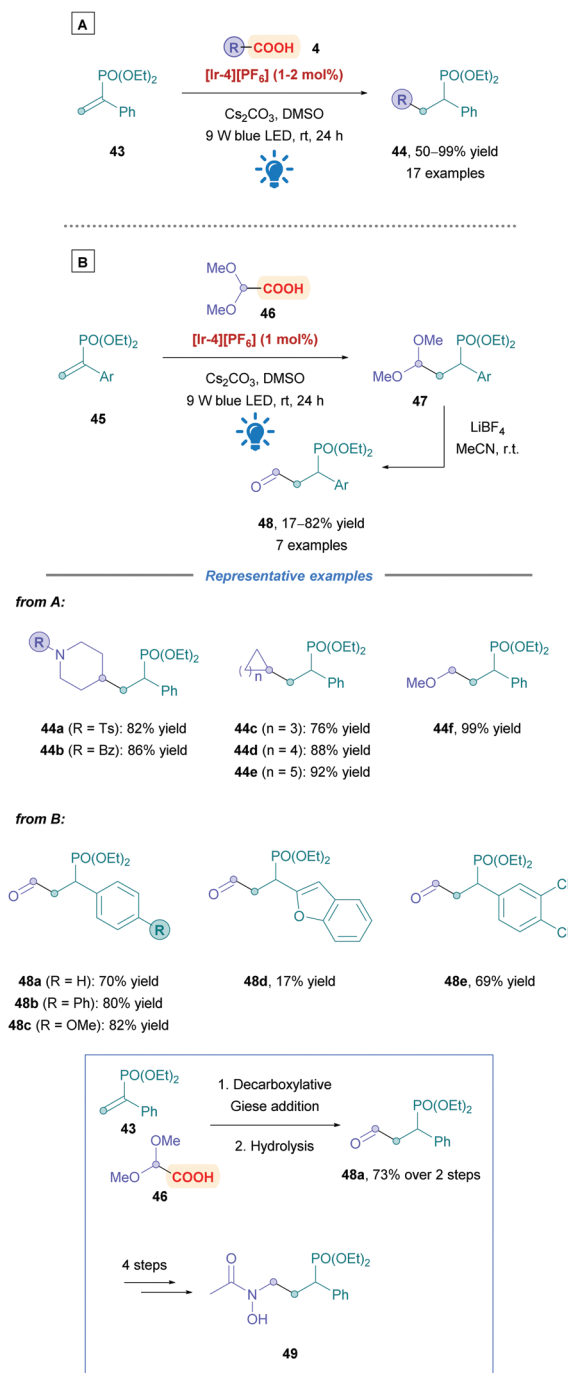 A
R COOH 4
[Ir-4][PF6] (1-2 mol%)
PO(OEt)2
Ph
43
Cs2CO3, DMSO
9 W blue LED, rt, 24 h
PO(OEt)2
R
Ph
44, 50–99% yield
17 examples
B
MeO
COOH
MeO
46
[Ir-4][PF6] (1 mol%)
PO(OEt)2
Ar
45
Cs2CO3, DMSO
9 W blue LED, rt, 24 h
OMe PO(OEt)2
MeO
Ar
47
LiBF4
MeCN, r.t.
PO(OEt)2
O
Ar
48, 17–82% yield
7 examples
Representative examples
from A:
R
N
PO(OEt)2
Ph
44a (R = Ts): 82% yield
44b (R = Bz): 86% yield
PO(OEt)2
( )n
Ph
44c (n = 3): 76% yield
44d (n = 4): 88% yield
44e (n = 5): 92% yield
PO(OEt)2
MeO
Ph
44f, 99% yield
from B:
PO(OEt)2
O
R
48a (R = H): 70% yield
48b (R = Ph): 80% yield
48c (R = OMe): 82% yield
PO(OEt)2
O
O
48d, 17% yield
PO(OEt)2
O
Cl
Cl
48e, 69% yield
PO(OEt)2
Ph
43
OMe
MeO
COOH
46
1. Decarboxylative
Giese addition
2. Hydrolysis
PO(OEt)2
O
Ph
48a, 73% over 2 steps
4 steps
O
N
OH
PO(OEt)2
Ph
49